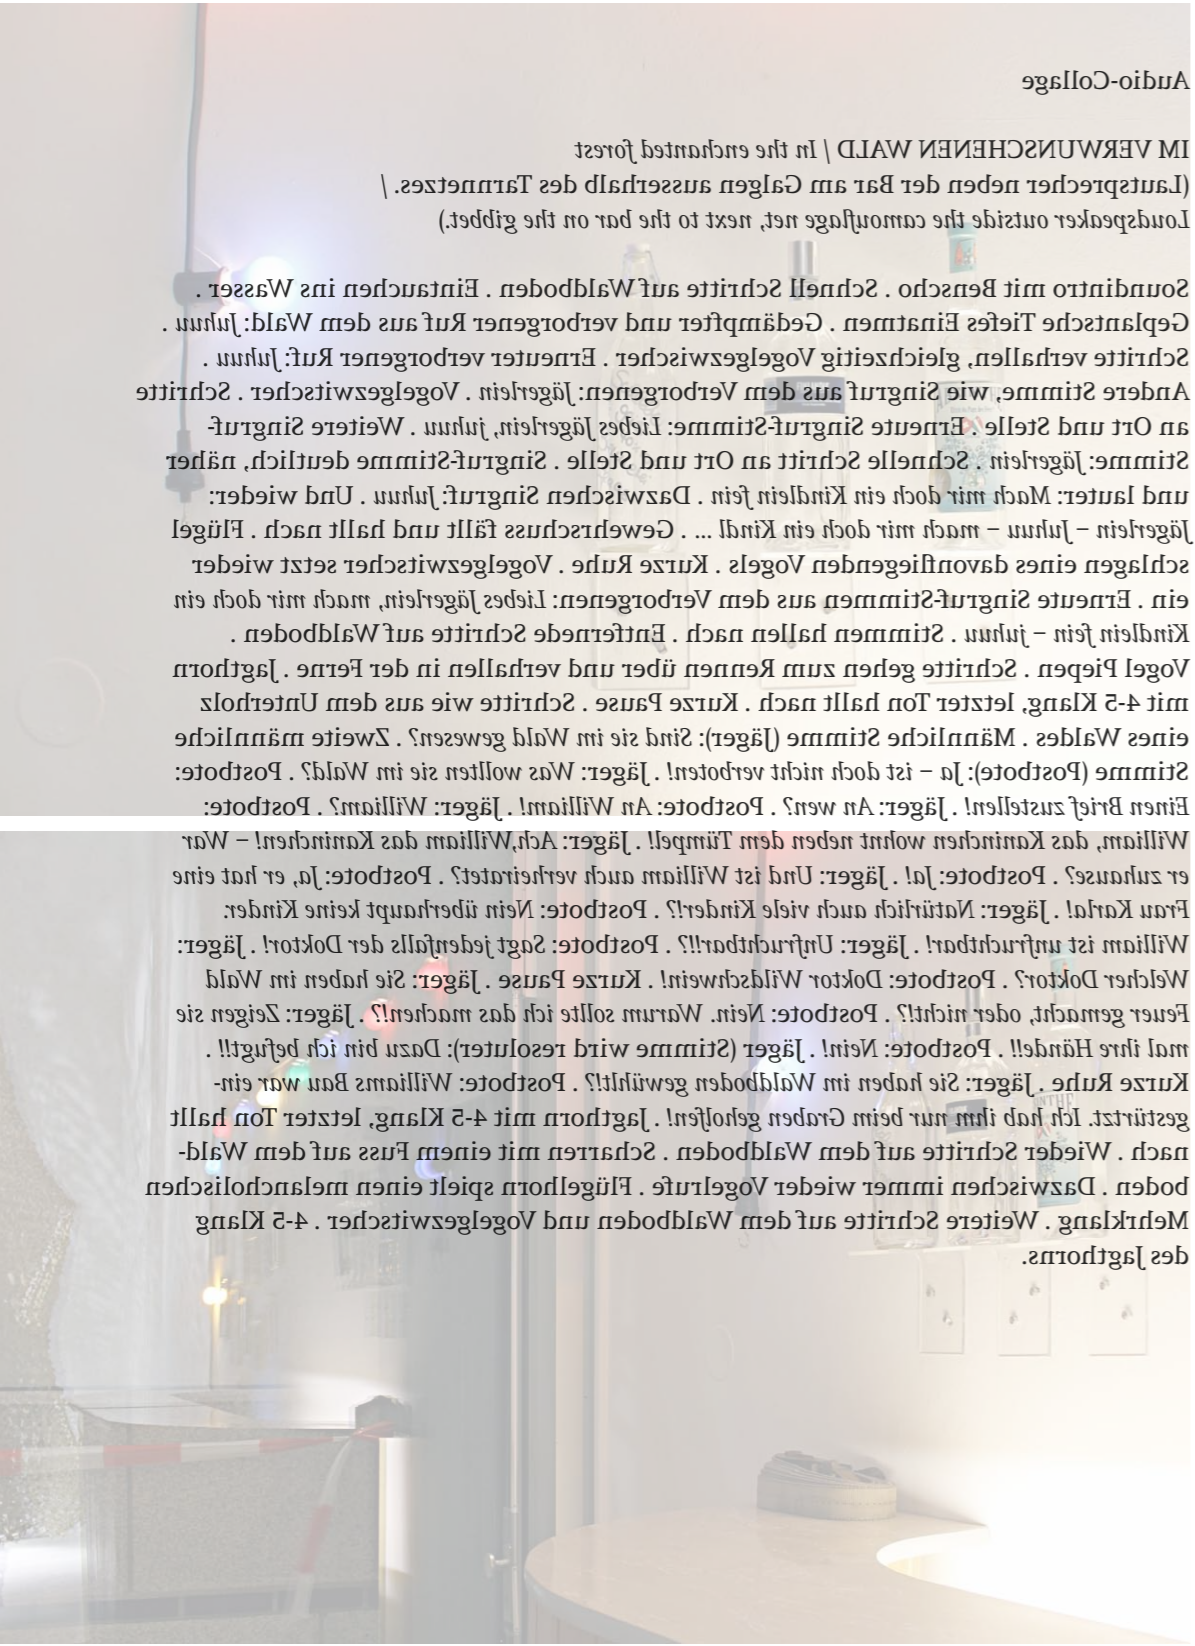 Audio-Collage
IM VERWUNSCHENEN WALD / In the enchanted forest
(Lautsprecher neben der Bar am Galgen ausserhalb des Tarnnetzes. /
Loudspeaker outside the camouflage net, next to the bar on the gibbet.)
Soundintro mit Benscho . Schnell Schritte auf Waldboden . Eintauchen ins Wasser .
Geplantsche Tiefes Einatmen . Gedämpfter und verborgener Ruf aus dem Wald: Juhuu .
Schritte verhallen, gleichzeitig Vogelgezwischer . Erneuter verborgener Ruf: Juhuu .
Andere Stimme, wie Singruf aus dem Verborgenen: Jägerlein . Vogelgezwitscher . Schritte
an Ort und Stelle . Erneute Singruf-Stimme: Liebes Jägerlein, juhuu . Weitere Singruf-
Stimme: Jägerlein . Schnelle Schritt an Ort und Stelle . Singruf-Stimme deutlich, näher
und lauter: Mach mir doch ein Kindlein fein . Dazwischen Singruf: Juhuu . Und wieder:
Jägerlein – Juhuu – mach mir doch ein Kindl ... . Gewehrschuss fällt und hallt nach . Flügel
schlagen eines davonfliegenden Vogels . Kurze Ruhe . Vogelgezwitscher setzt wieder
ein . Erneute Singruf-Stimmen aus dem Verborgenen: Liebes Jägerlein, mach mir doch ein
Kindlein fein – juhuu . Stimmen hallen nach . Entfernede Schritte auf Waldboden .
Vogel Piepen . Schritte gehen zum Rennen über und verhallen in der Ferne . Jagthorn
mit 4-5 Klang, letzter Ton hallt nach . Kurze Pause . Schritte wie aus dem Unterholz
eines Waldes . Männliche Stimme (Jäger): Sind sie im Wald gewesen? . Zweite männliche
Stimme (Postbote): Ja – ist doch nicht verboten! . Jäger: Was wollten sie im Wald? . Postbote:
Einen Brief zustellen! . Jäger: An wen? . Postbote: An William! . Jäger: William? . Postbote:
William, das Kaninchen wohnt neben dem Tümpel! . Jäger: Ach,William das Kaninchen! – War
er zuhause? . Postbote: Ja! . Jäger: Und ist William auch verheiratet? . Postbote: Ja, er hat eine
Frau Karla! . Jäger: Natürlich auch viele Kinder!? . Postbote: Nein überhaupt keine Kinder.
William ist unfruchtbar! . Jäger: Unfruchtbar!!? . Postbote: Sagt jedenfalls der Doktor! . Jäger:
Welcher Doktor? . Postbote: Doktor Wildschwein! . Kurze Pause . Jäger: Sie haben im Wald
Feuer gemacht, oder nicht!? . Postbote: Nein. Warum sollte ich das machen!!? . Jäger: Zeigen sie
mal ihre Hände!! . Postbote: Nein! . Jäger (Stimme wird resoluter): Dazu bin ich befugt!! .
Kurze Ruhe . Jäger: Sie haben im Waldboden gewühlt!? . Postbote: Williams Bau war ein-
gestürtzt. Ich hab ihm nur beim Graben geholfen! . Jagthorn mit 4-5 Klang, letzter Ton hallt
nach . Wieder Schritte auf dem Waldboden . Scharren mit einem Fuss auf dem Wald-
boden . Dazwischen immer wieder Vogelrufe . Flügelhorn spielt einen melancholischen
Mehrklang . Weitere Schritte auf dem Waldboden und Vogelgezwitscher . 4-5 Klang
des Jagthorns.